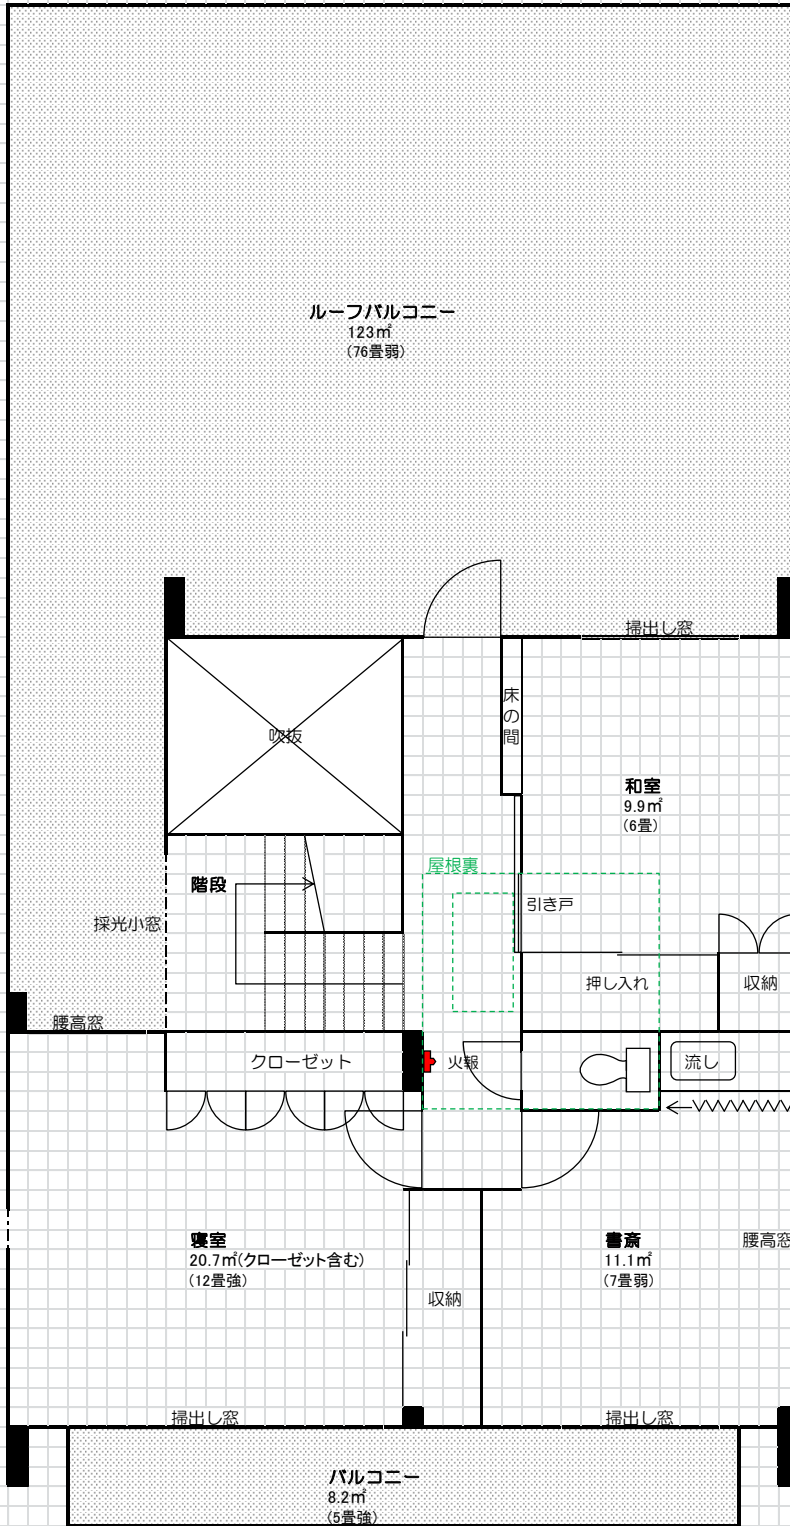 ルーフバルコニー
123㎡
(76畳弱)
掃出し窓
床の間
吹抜
和室
9.9㎡
(6畳)
屋根裏
階段
引き戸
採光小窓
押し入れ
収納
腰高窓
クローゼット
火報
流し
寝室
20.7㎡(クローゼット含む)
(12畳強)
書斎
11.1㎡
(7畳弱)
腰高窓
収納
掃出し窓
掃出し窓
バルコニー
8.2㎡
(5畳強)